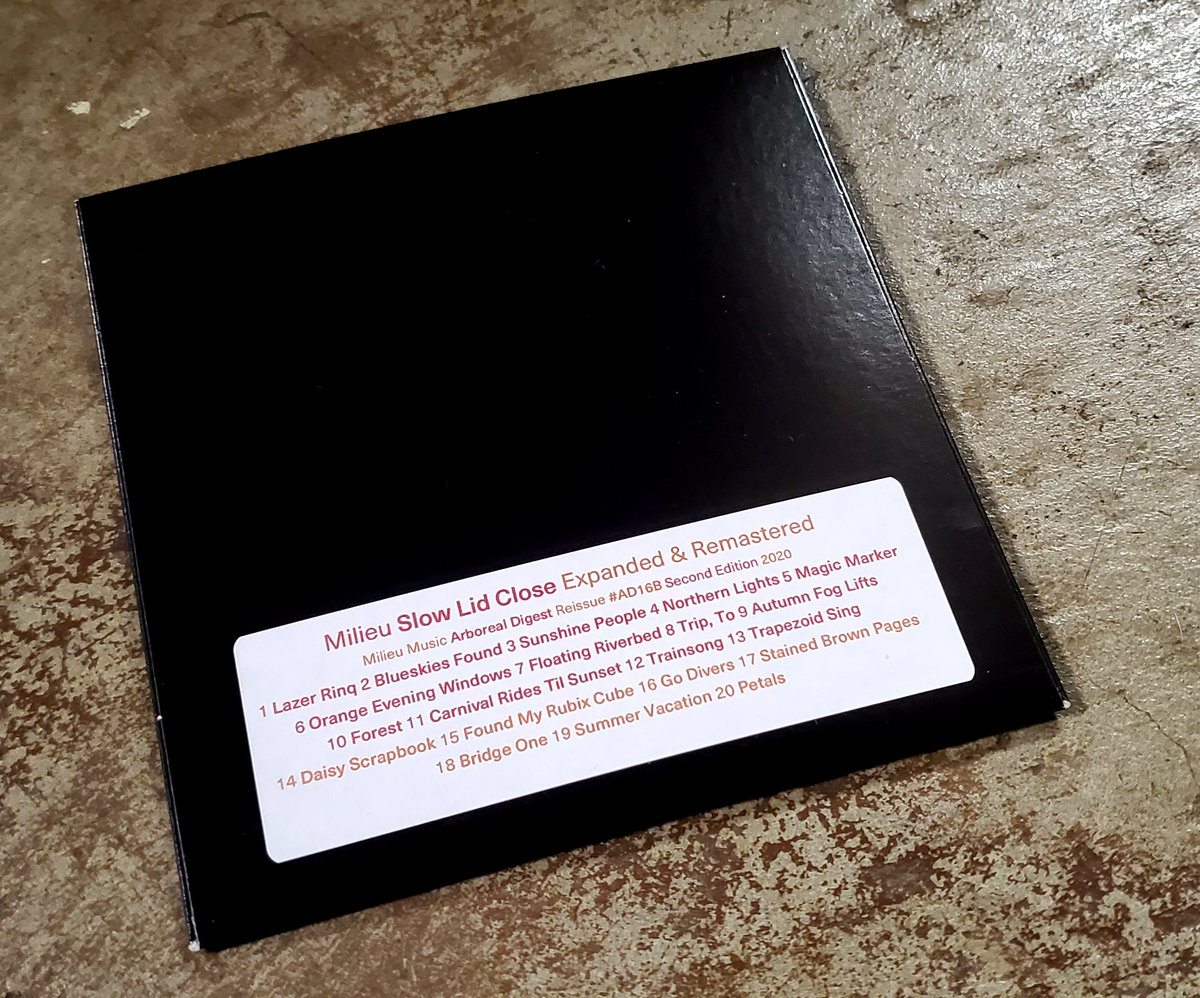 Milieu Slow Lid Close Expanded & Remastered
Milieu Music Arboreal Digest Reissue #AD16B Second Edition 2020
1 Lazer Rinq 2 Blueskies Found 3 Sunshine People 4 Northern Lights 5 Magic Marker
6 Orange Evening Windows 7 Floating Riverbed 8 Trip, To 9 Autumn Fog Lifts
10 Forest 11 Carnival Rides Til Sunset 12 Trainsong 13 Trapezoid Sing
14 Daisy Scrapbook 15 Found My Rubix Cube 16 Go Divers 17 Stained Brown Pages
18 Bridge One 19 Summer Vacation 20 Petals